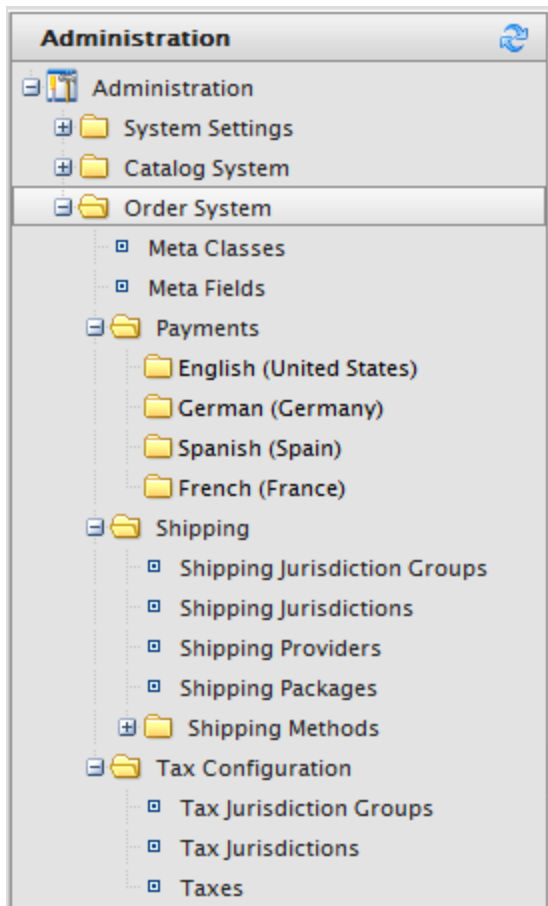 Administration
Administration
System Settings
Catalog System
Order System
Meta Classes
Meta Fields
Payments
English (United States)
German (Germany)
Spanish (Spain)
French (France)
Shipping
Shipping Jurisdiction Groups
Shipping Jurisdictions
Shipping Providers
Shipping Packages
Shipping Methods
Tax Configuration
Tax Jurisdiction Groups
Tax Jurisdictions
Taxes